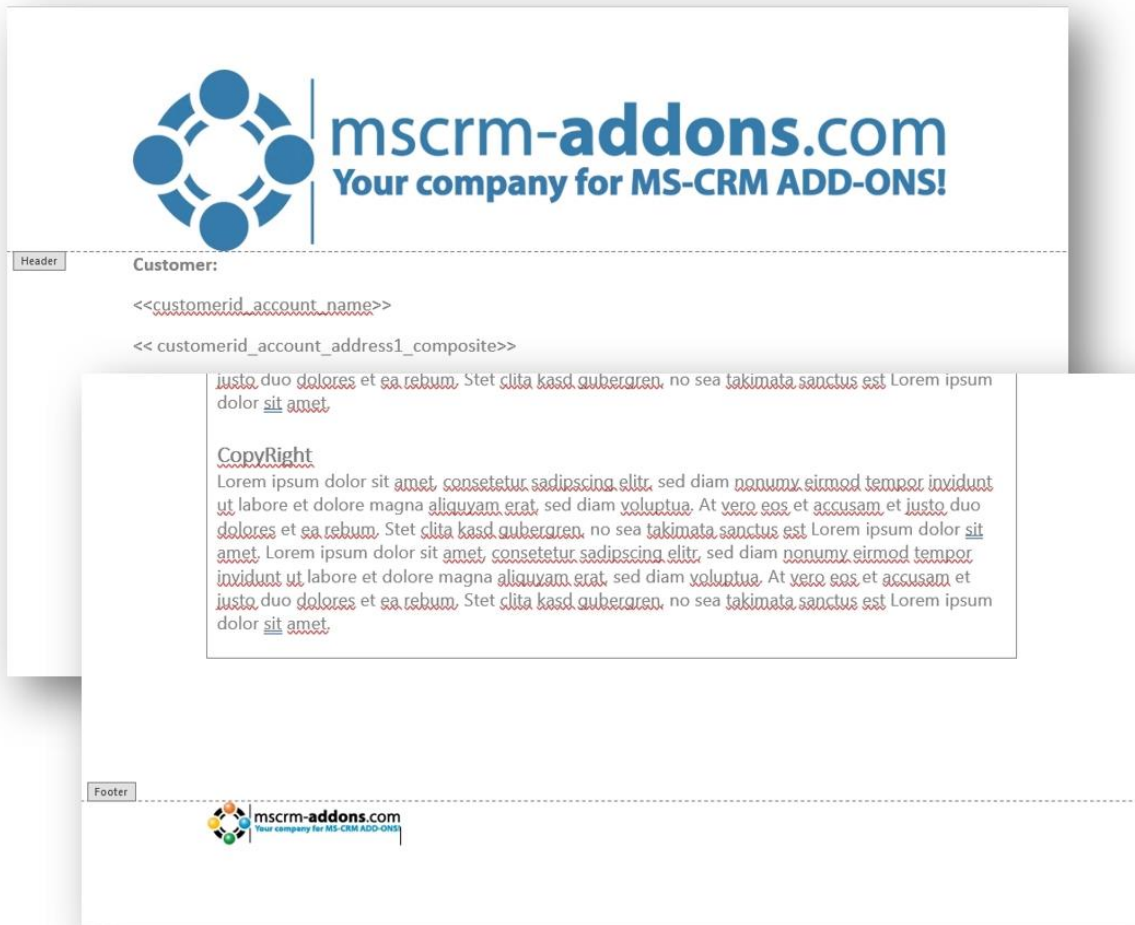 mscrm-addons.com
Your company for MS-CRM ADD-ONS!
Header
Customer:
<<customerid_account_name>>
<< customerid_account_address1_composite>>
justo duo dolores et ea rebum. Stet clita kasd gubergren, no sea takimata sanctus est Lorem ipsum
dolor sit amet.
CopyRight
Lorem ipsum dolor sit amet, consetetur sadipscing elitr, sed diam nonumy eirmod tempor invidunt
ut labore et dolore magna aliquyam erat, sed diam voluptua. At vero eos et accusam et justo duo
dolores et ea rebum. Stet clita kasd gubergren, no sea takimata sanctus est Lorem ipsum dolor sit
amet. Lorem ipsum dolor sit amet, consetetur sadipscing elitr, sed diam nonumy eirmod tempor
invidunt ut labore et dolore magna aliquyam erat, sed diam voluptua. At vero eos et accusam et
justo duo dolores et ea rebum. Stet clita kasd gubergren, no sea takimata sanctus est Lorem ipsum
dolor sit amet.
Footer
mscrm-addons.com
Your company for MS-CRM ADD-ONS!